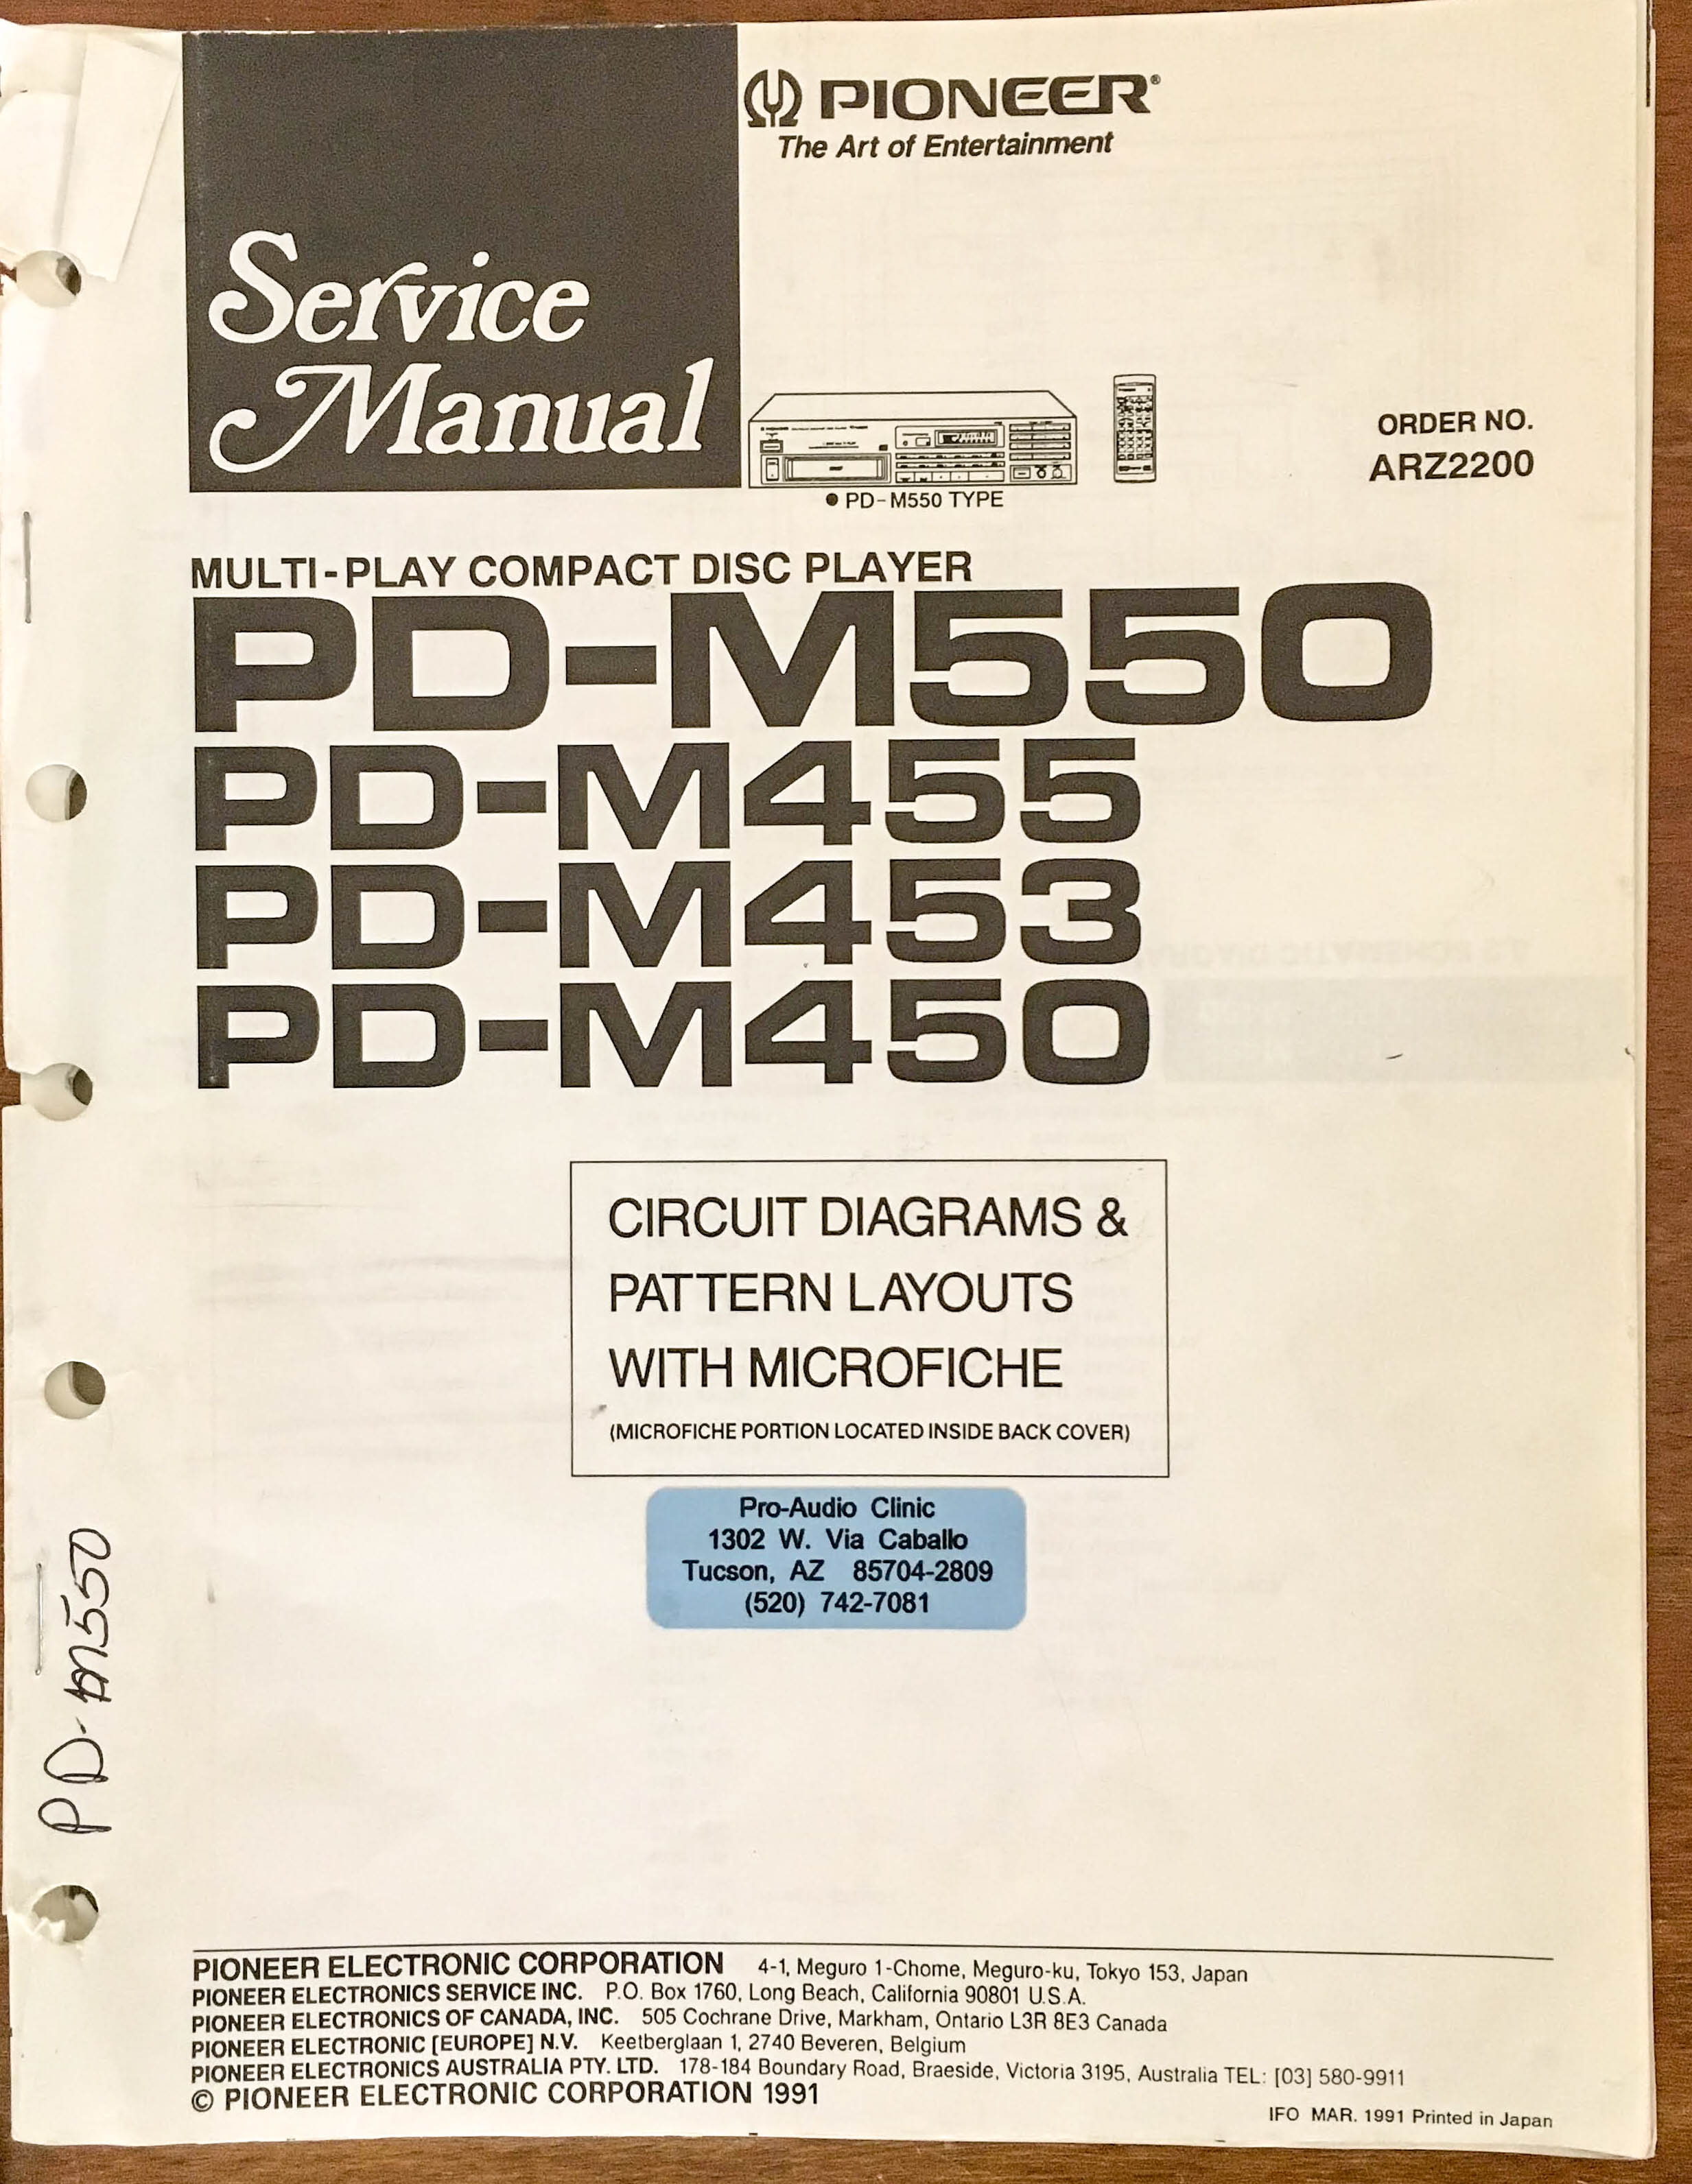 PIONEER®
The Art of Entertainment
Service
Manual
ORDER NO.
ARZ2200
● PD-M550 TYPE
MULTI-PLAY COMPACT DISC PLAYER
PD-M550
PD-M455
PD-M453
PD-M450
CIRCUIT DIAGRAMS &
PATTERN LAYOUTS
WITH MICROFICHE
(MICROFICHE PORTION LOCATED INSIDE BACK COVER)
Pro-Audio Clinic
1302 W. Via Caballo
Tucson, AZ 85704-2809
(520) 742-7081
PD-M550
PIONEER ELECTRONIC CORPORATION 4-1, Meguro 1-Chome, Meguro-ku, Tokyo 153, Japan
PIONEER ELECTRONICS SERVICE INC. P.O. Box 1760, Long Beach, California 90801 U.S.A.
PIONEER ELECTRONICS OF CANADA, INC. 505 Cochrane Drive, Markham, Ontario L3R 8E3 Canada
PIONEER ELECTRONIC [EUROPE] N.V. Keetberglaan 1, 2740 Beveren, Belgium
PIONEER ELECTRONICS AUSTRALIA PTY. LTD. 178-184 Boundary Road, Braeside, Victoria 3195, Australia TEL: [03] 580-9911
© PIONEER ELECTRONIC CORPORATION 1991
IFO MAR. 1991 Printed in Japan